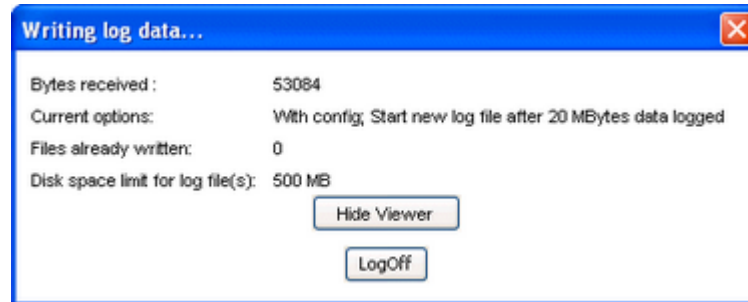 Writing log data...
Bytes received : 53084
Current options: With config; Start new log file after 20 MBytes data logged
Files already written: 0
Disk space limit for log file(s): 500 MB
Hide Viewer
LogOff